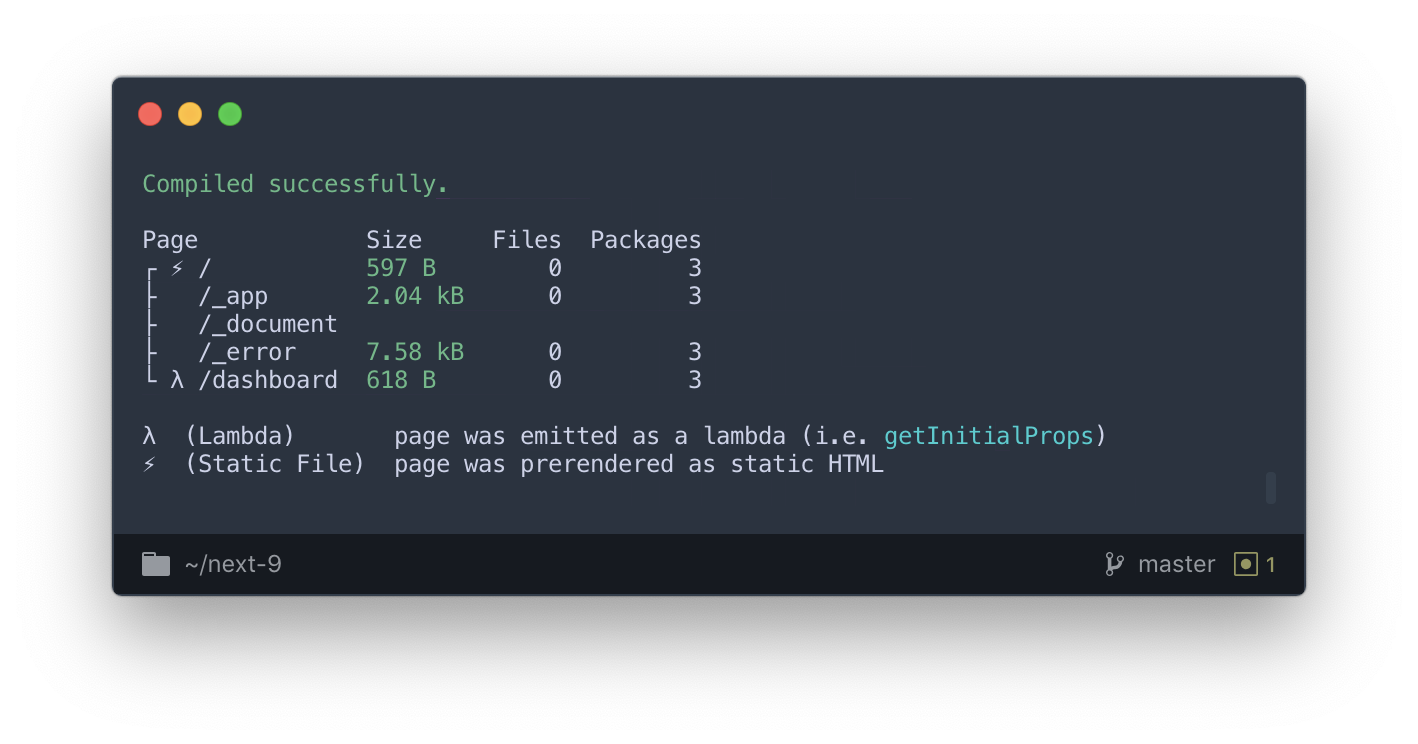 Compiled successfully.
Page            Size     Files  Packages
┌ ⚡ /           597 B        0         3
├   /_app       2.04 kB      0         3
├   /_document
├   /_error     7.58 kB      0         3
└ λ /dashboard  618 B        0         3
λ  (Lambda)       page was emitted as a lambda (i.e. getInitialProps)
⚡  (Static File)  page was prerendered as static HTML
~/next-9 master 1